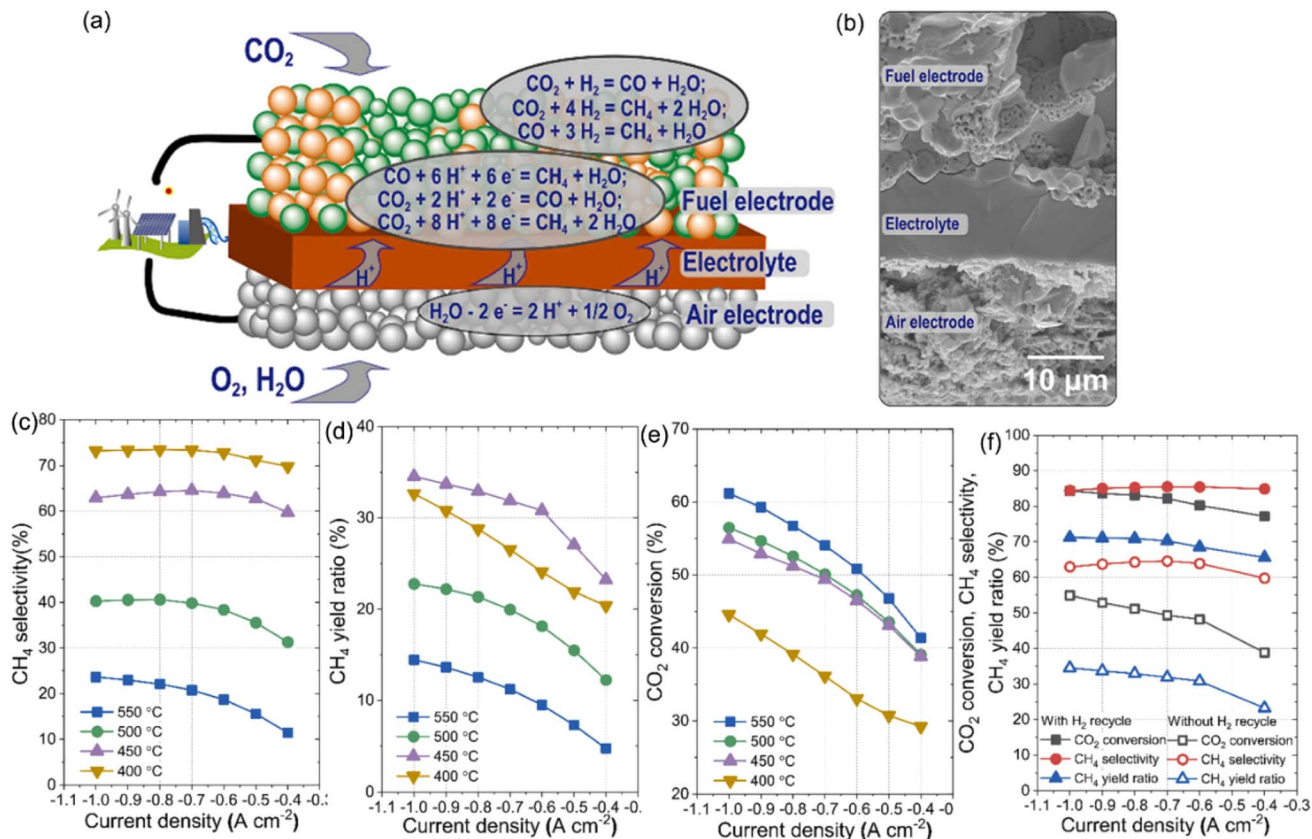 (a)
CO₂
CO₂ + H₂ = CO + H₂O;
CO₂ + 4 H₂ = CH₄ + 2 H₂O;
CO + 3 H₂ = CH₄ + H₂O
CO + 6 H⁺ + 6 e⁻ = CH₄ + H₂O;
CO₂ + 2 H⁺ + 2 e⁻ = CO + H₂O;
CO₂ + 8 H⁺ + 8 e⁻ = CH₄ + 2 H₂O
Fuel electrode
H⁺ H⁺ H⁺
Electrolyte
H₂O - 2 e⁻ = 2 H⁺ + 1/2 O₂
Air electrode
O₂, H₂O
(b)
Fuel electrode
Electrolyte
Air electrode
10 μm
(c)
CH₄ selectivity(%)
80
70
60
50
40
30
20
10
0
550 °C
500 °C
450 °C
400 °C
-1.1 -1.0 -0.9 -0.8 -0.7 -0.6 -0.5 -0.4 -0.3
Current density (A cm⁻²)
(d)
CH₄ yield ratio (%)
40
30
20
10
0
550 °C
500 °C
450 °C
400 °C
-1.1 -1.0 -0.9 -0.8 -0.7 -0.6 -0.5 -0.4 -0.3
Current density (A cm⁻²)
(e)
CO₂ conversion (%)
70
60
50
40
30
20
550 °C
500 °C
450 °C
400 °C
-1.1 -1.0 -0.9 -0.8 -0.7 -0.6 -0.5 -0.4 -0.3
Current density (A cm⁻²)
(f)
CO₂ conversion, CH₄ selectivity,
CH₄ yield ratio (%)
100
90
80
70
60
50
40
30
20
10
0
With H₂ recycle Without H₂ recycle
CO₂ conversion CO₂ conversion
CH₄ selectivity CH₄ selectivity
CH₄ yield ratio CH₄ yield ratio
-1.1 -1.0 -0.9 -0.8 -0.7 -0.6 -0.5 -0.4 -0.3
Current density (A cm⁻²)